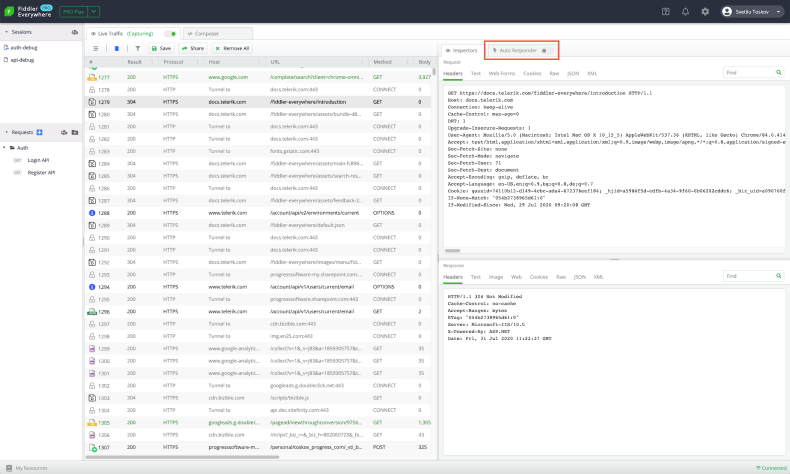 Fiddler PRO
Everywhere
PRO Plan
Svetlio Toskov
Sessions
auth-debug
api-debug
Requests
Auth
GET Login API
GET Register API
Live Traffic (Capturing)
Composer
Save Share Remove All
# Result Protocol Host URL Method Body
1277 200 HTTPS www.google.com /complete/search?client=chrome-omni... GET 3,927
1278 200 HTTP Tunnel to docs.telerik.com:443 CONNECT 0
1279 304 HTTPS docs.telerik.com /fiddler-everywhere/introduction GET 0
1280 304 HTTPS docs.telerik.com /fiddler-everywhere/assets/bundle-d8... GET 0
1281 200 HTTP Tunnel to docs.telerik.com:443 CONNECT 0
1282 200 HTTP Tunnel to fonts.gstatic.com:443 CONNECT 0
1283 200 HTTP Tunnel to docs.telerik.com:443 CONNECT 0
1284 304 HTTPS docs.telerik.com /fiddler-everywhere/assets/main-fi896... GET 0
1285 304 HTTPS docs.telerik.com /fiddler-everywhere/assets/search-res... GET 0
1286 200 HTTP Tunnel to docs.telerik.com:443 CONNECT 0
1287 304 HTTPS docs.telerik.com /fiddler-everywhere/assets/feedback-2... GET 0
1288 200 HTTPS www.telerik.com /account/api/v2/environments/current OPTIONS 0
1289 304 HTTPS docs.telerik.com /fiddler-everywhere/default.json GET 0
1290 200 HTTP Tunnel to docs.telerik.com:443 CONNECT 0
1291 200 HTTP Tunnel to docs.telerik.com:443 CONNECT 0
1292 304 HTTPS docs.telerik.com /fiddler-everywhere/images/menu/fid... GET 0
1293 200 HTTP Tunnel to progresssoftware-my.sharepoint.com:... CONNECT 0
1294 200 HTTPS www.telerik.com /account/api/v1/users/current/email OPTIONS 0
1295 200 HTTP Tunnel to progresssoftware.sharepoint.com:443 CONNECT 0
1296 200 HTTPS www.telerik.com /account/api/v1/users/current/email GET 2
1297 200 HTTP Tunnel to cdn.bizible.com:443 CONNECT 0
1298 200 HTTP Tunnel to img.en25.com:443 CONNECT 0
1299 200 HTTPS www.google-analytic... /collect?v=1&_v=j83&a=1859305757&t... GET 35
1300 200 HTTPS www.google-analytic... /collect?v=1&_v=j83&a=1859305757&t... GET 35
1301 200 HTTPS www.google-analytic... /collect?v=1&_v=j83&a=1859305757&t... GET 35
1302 200 HTTP Tunnel to googleads.g.doubleclick.net:443 CONNECT 0
1303 304 HTTPS cdn.bizible.com /scripts/bizible.js GET 0
1304 200 HTTP Tunnel to api.dec.sitefinity.com:443 CONNECT 0
1305 200 HTTPS googleads.g.doublec... /pagead/viewthroughconversion/9756... GET 1,305
1306 200 HTTPS cdn.bizible.com GET 43
1307 200 HTTPS progresssoftware-m... POST 325
Inspectors
Auto Responder
Request
Headers Text Web Forms Cookies Raw JSON XML
Find
GET https://docs.telerik.com/fiddler-everywhere/introduction HTTP/1.1
Host: docs.telerik.com
Connection: keep-alive
Cache-Control: max-age=0
DNT: 1
Upgrade-Insecure-Requests: 1
User-Agent: Mozilla/5.0 (Macintosh; Intel Mac OS X 10_15_5) AppleWebKit/537.36 (KHTML, like Gecko) Chrome/84.0.414
Accept: text/html,application/xhtml+xml,application/xml;q=0.9,image/webp,image/apng,*/*;q=0.8,application/signed-e
Sec-Fetch-Site: none
Sec-Fetch-Mode: navigate
Sec-Fetch-User: ?1
Sec-Fetch-Dest: document
Accept-Encoding: gzip, deflate, br
Accept-Language: en-US,en;q=0.9,bg;q=0.8,de;q=0.7
Cookie:
If-None-Match: "054b2738965d61:0"
If-Modified-Since: Wed, 29 Jul 2020 09:20:08 GMT
Response
Headers Text Image Web Cookies Raw JSON XML
Find
HTTP/1.1 304 Not Modified
Cache-Control: no-cache
Accept-Ranges: bytes
ETag: "054b2738965d61:0"
Server: Microsoft-IIS/10.0
X-Powered-By: ASP.NET
Date: Fri, 31 Jul 2020 11:22:37 GMT
My Resources
Connected